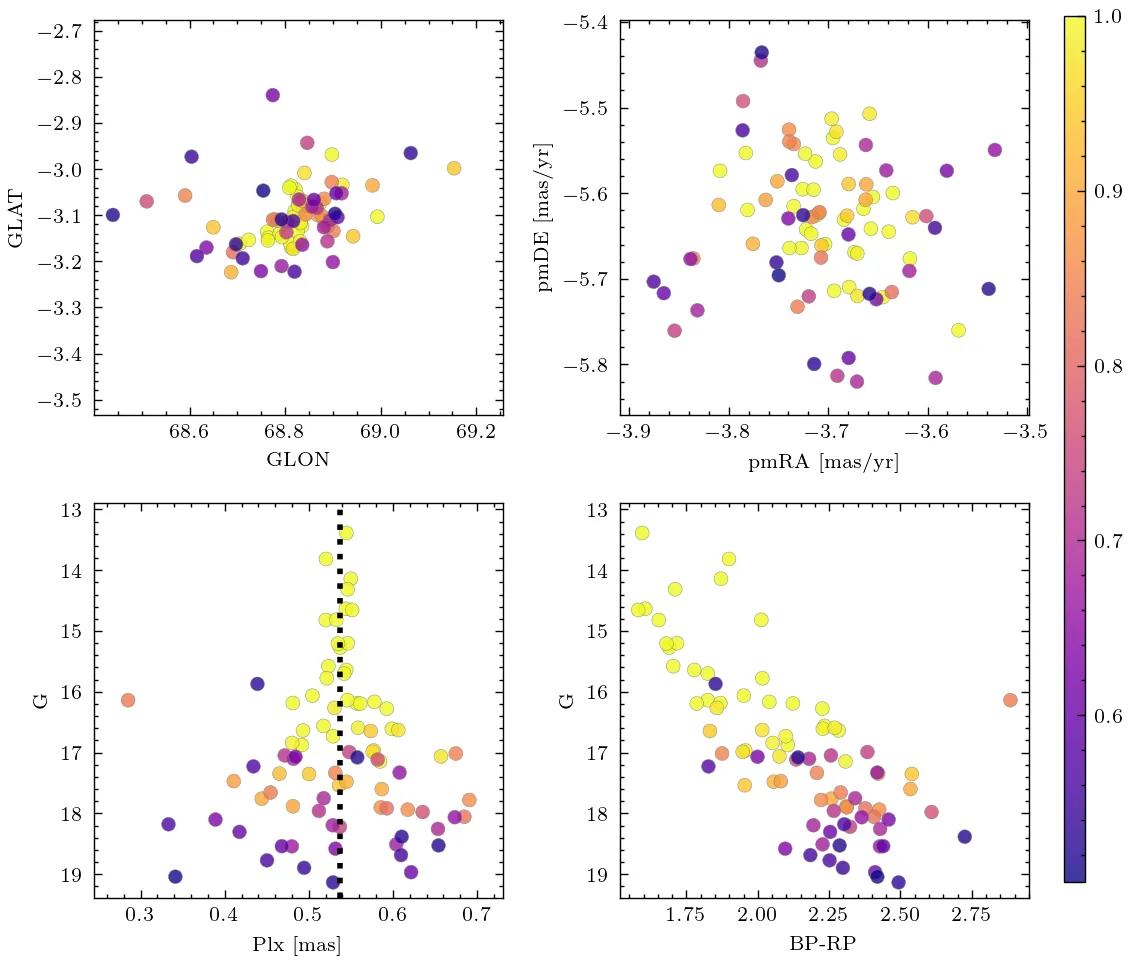 −2.7
−2.8
−2.9
−3.0
−3.1
−3.2
−3.3
−3.4
−3.5
GLAT
68.6 68.8 69.0 69.2
GLON
−5.4
−5.5
−5.6
−5.7
−5.8
pmDE [mas/yr]
−3.9 −3.8 −3.7 −3.6 −3.5
pmRA [mas/yr]
1.0
0.9
0.8
0.7
0.6
13
14
15
16
17
18
19
G
0.3 0.4 0.5 0.6 0.7
Plx [mas]
13
14
15
16
17
18
19
G
1.75 2.00 2.25 2.50 2.75
BP-RP